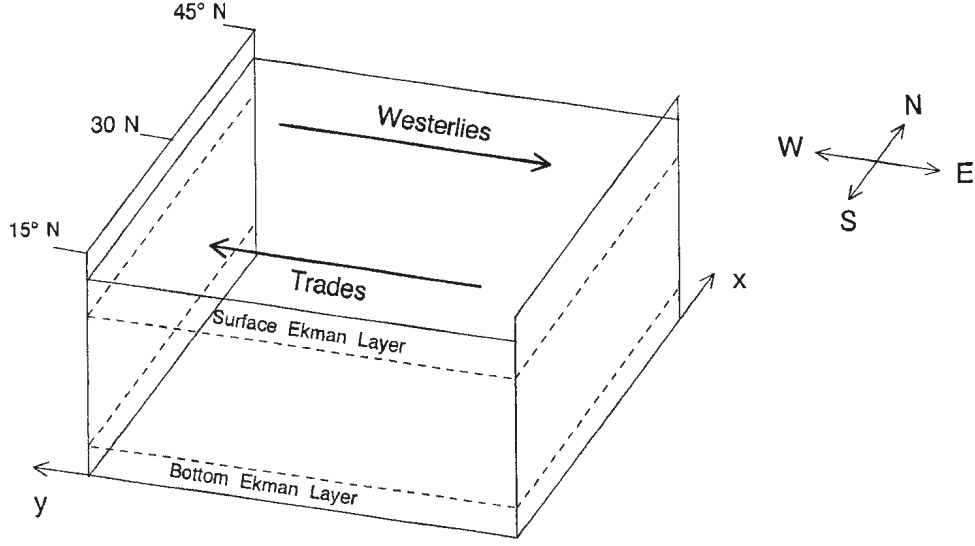 45° N
Westerlies
30 N
N
W
E
S
15° N
Trades
x
Surface Ekman Layer
Bottom Ekman Layer
y